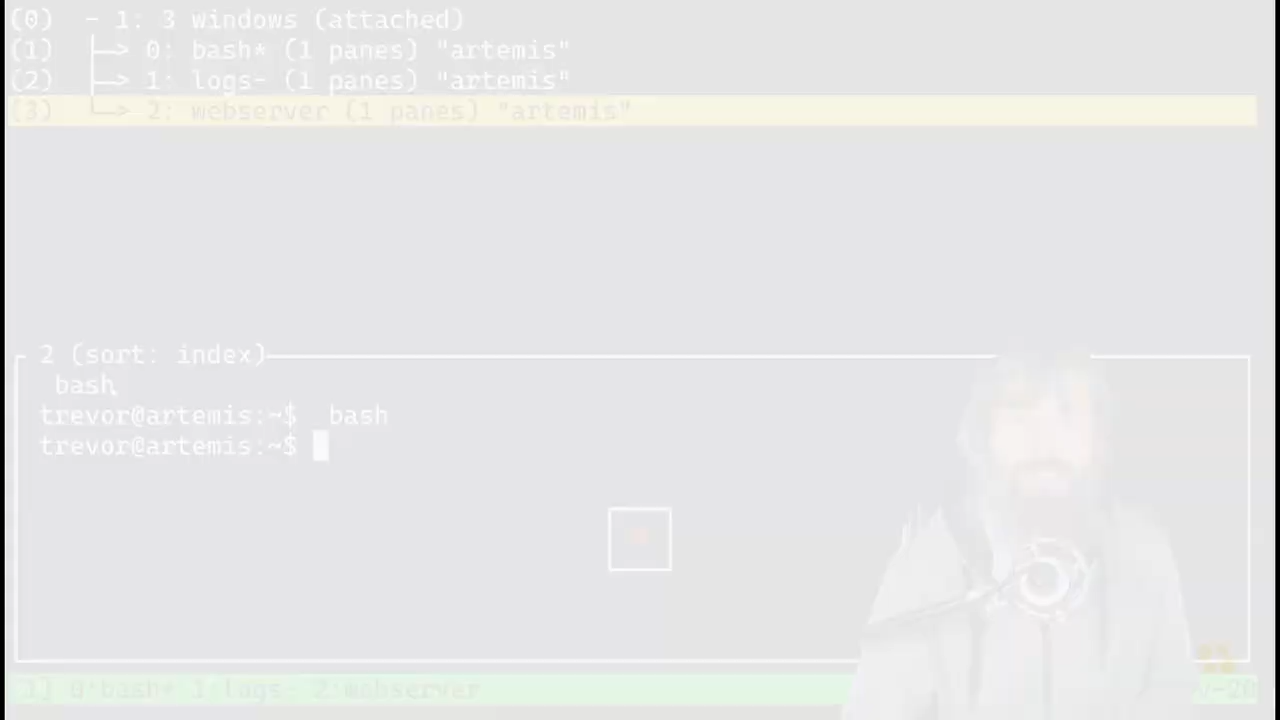 (0)  - 1: 3 windows (attached)
(1)  ├─> 0: bash* (1 panes) "artemis"
(2)  ├─> 1: logs- (1 panes) "artemis"
(3)  └─> 2: webserver (1 panes) "artemis"
2 (sort: index)
bash
trevor@artemis:~$  bash
trevor@artemis:~$
1] 0:bash* 1:logs- 2:webserver